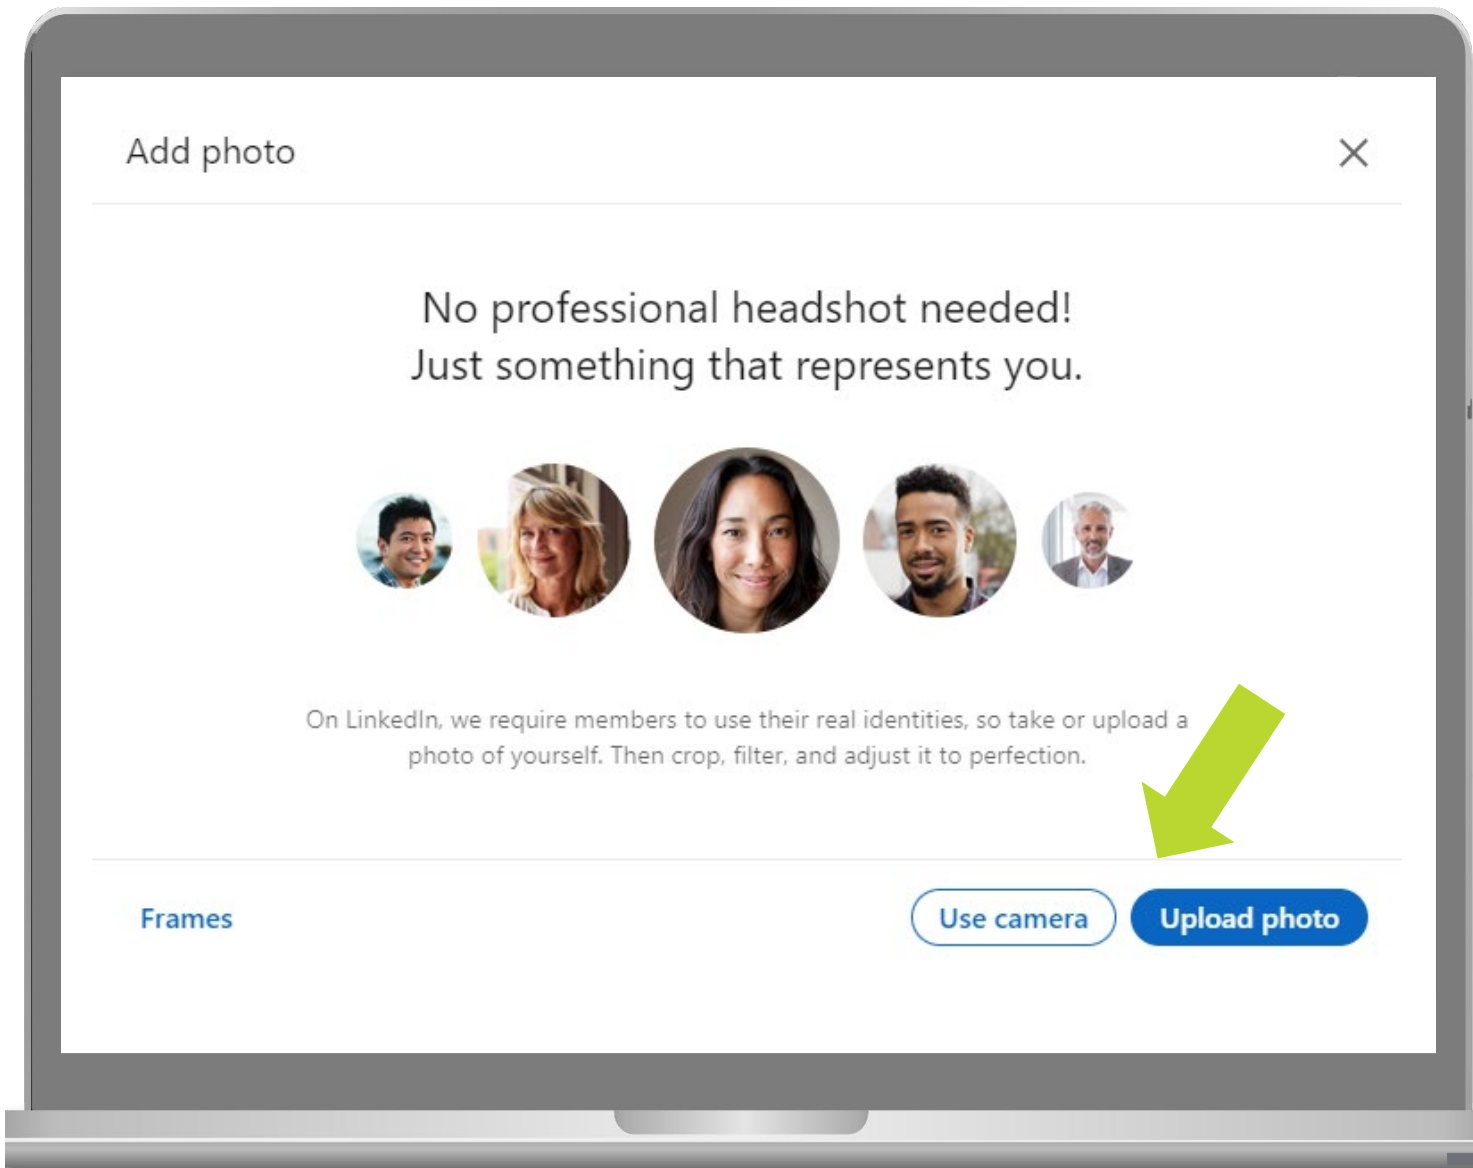 Add photo
No professional headshot needed!
Just something that represents you.
On LinkedIn, we require members to use their real identities, so take or upload a
photo of yourself. Then crop, filter, and adjust it to perfection.
Frames
Use camera
Upload photo